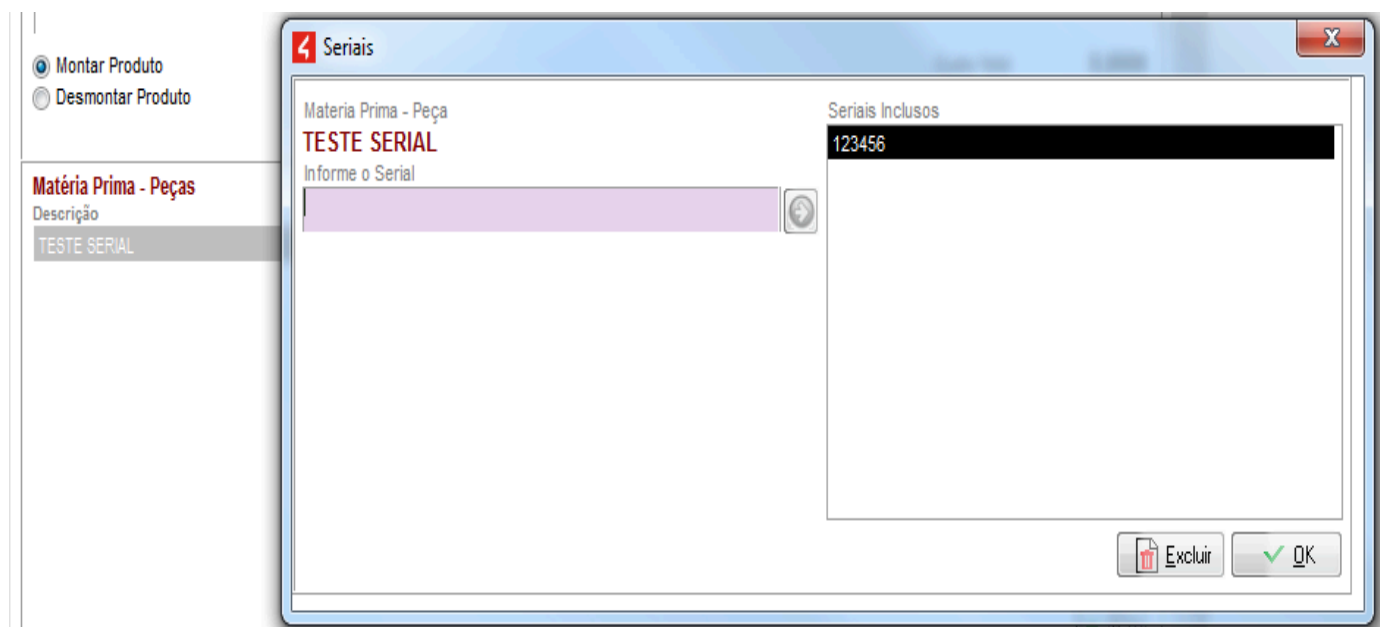 Montar Produto
Desmontar Produto
Matéria Prima - Peças
Descrição
TESTE SERIAL
Seriais
X
Materia Prima - Peça
TESTE SERIAL
Informe o Serial
Seriais Inclusos
123456
Excluir
OK